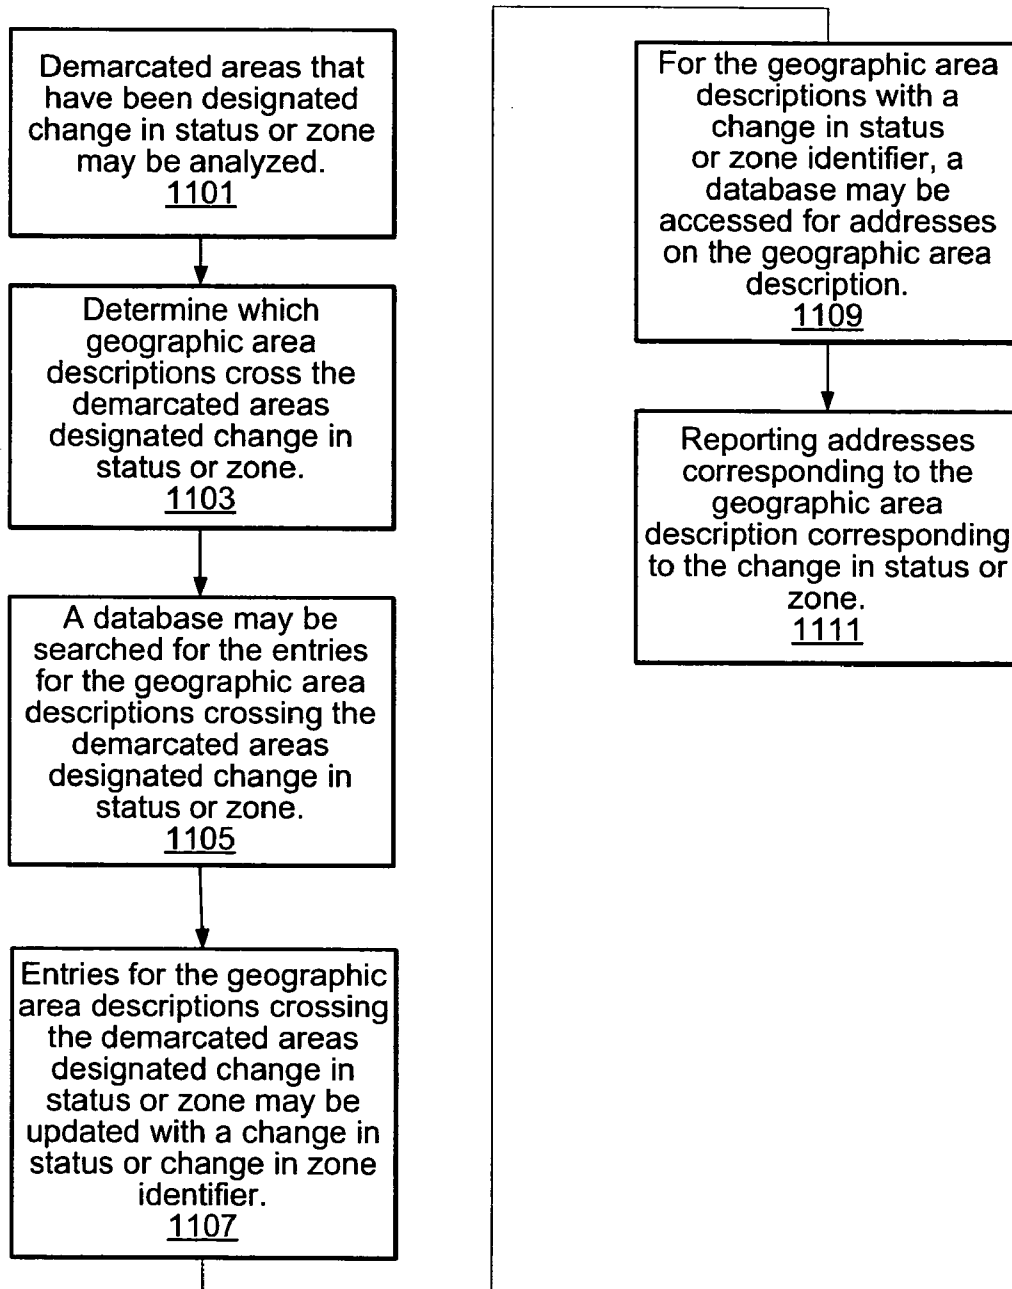 Demarcated areas that
have been designated
change in status or zone
may be analyzed.
1101
Determine which
geographic area
descriptions cross the
demarcated areas
designated change in
status or zone.
1103
A database may be
searched for the entries
for the geographic area
descriptions crossing the
demarcated areas
designated change in
status or zone.
1105
Entries for the geographic
area descriptions crossing
the demarcated areas
designated change in
status or zone may be
updated with a change in
status or change in zone
identifier.
1107
For the geographic area
descriptions with a
change in status
or zone identifier, a
database may be
accessed for addresses
on the geographic area
description.
1109
Reporting addresses
corresponding to the
geographic area
description corresponding
to the change in status or
zone.
1111